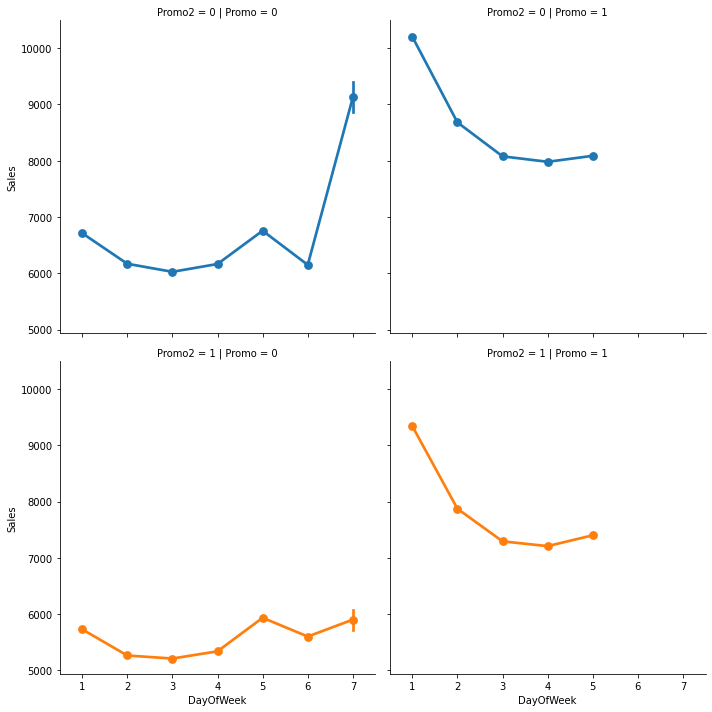 Promo2 = 0 | Promo = 0
Promo2 = 0 | Promo = 1
10000
9000
8000
7000
6000
5000
Sales
Promo2 = 1 | Promo = 0
Promo2 = 1 | Promo = 1
10000
9000
8000
7000
6000
5000
Sales
1 2 3 4 5 6 7
DayOfWeek
1 2 3 4 5 6 7
DayOfWeek